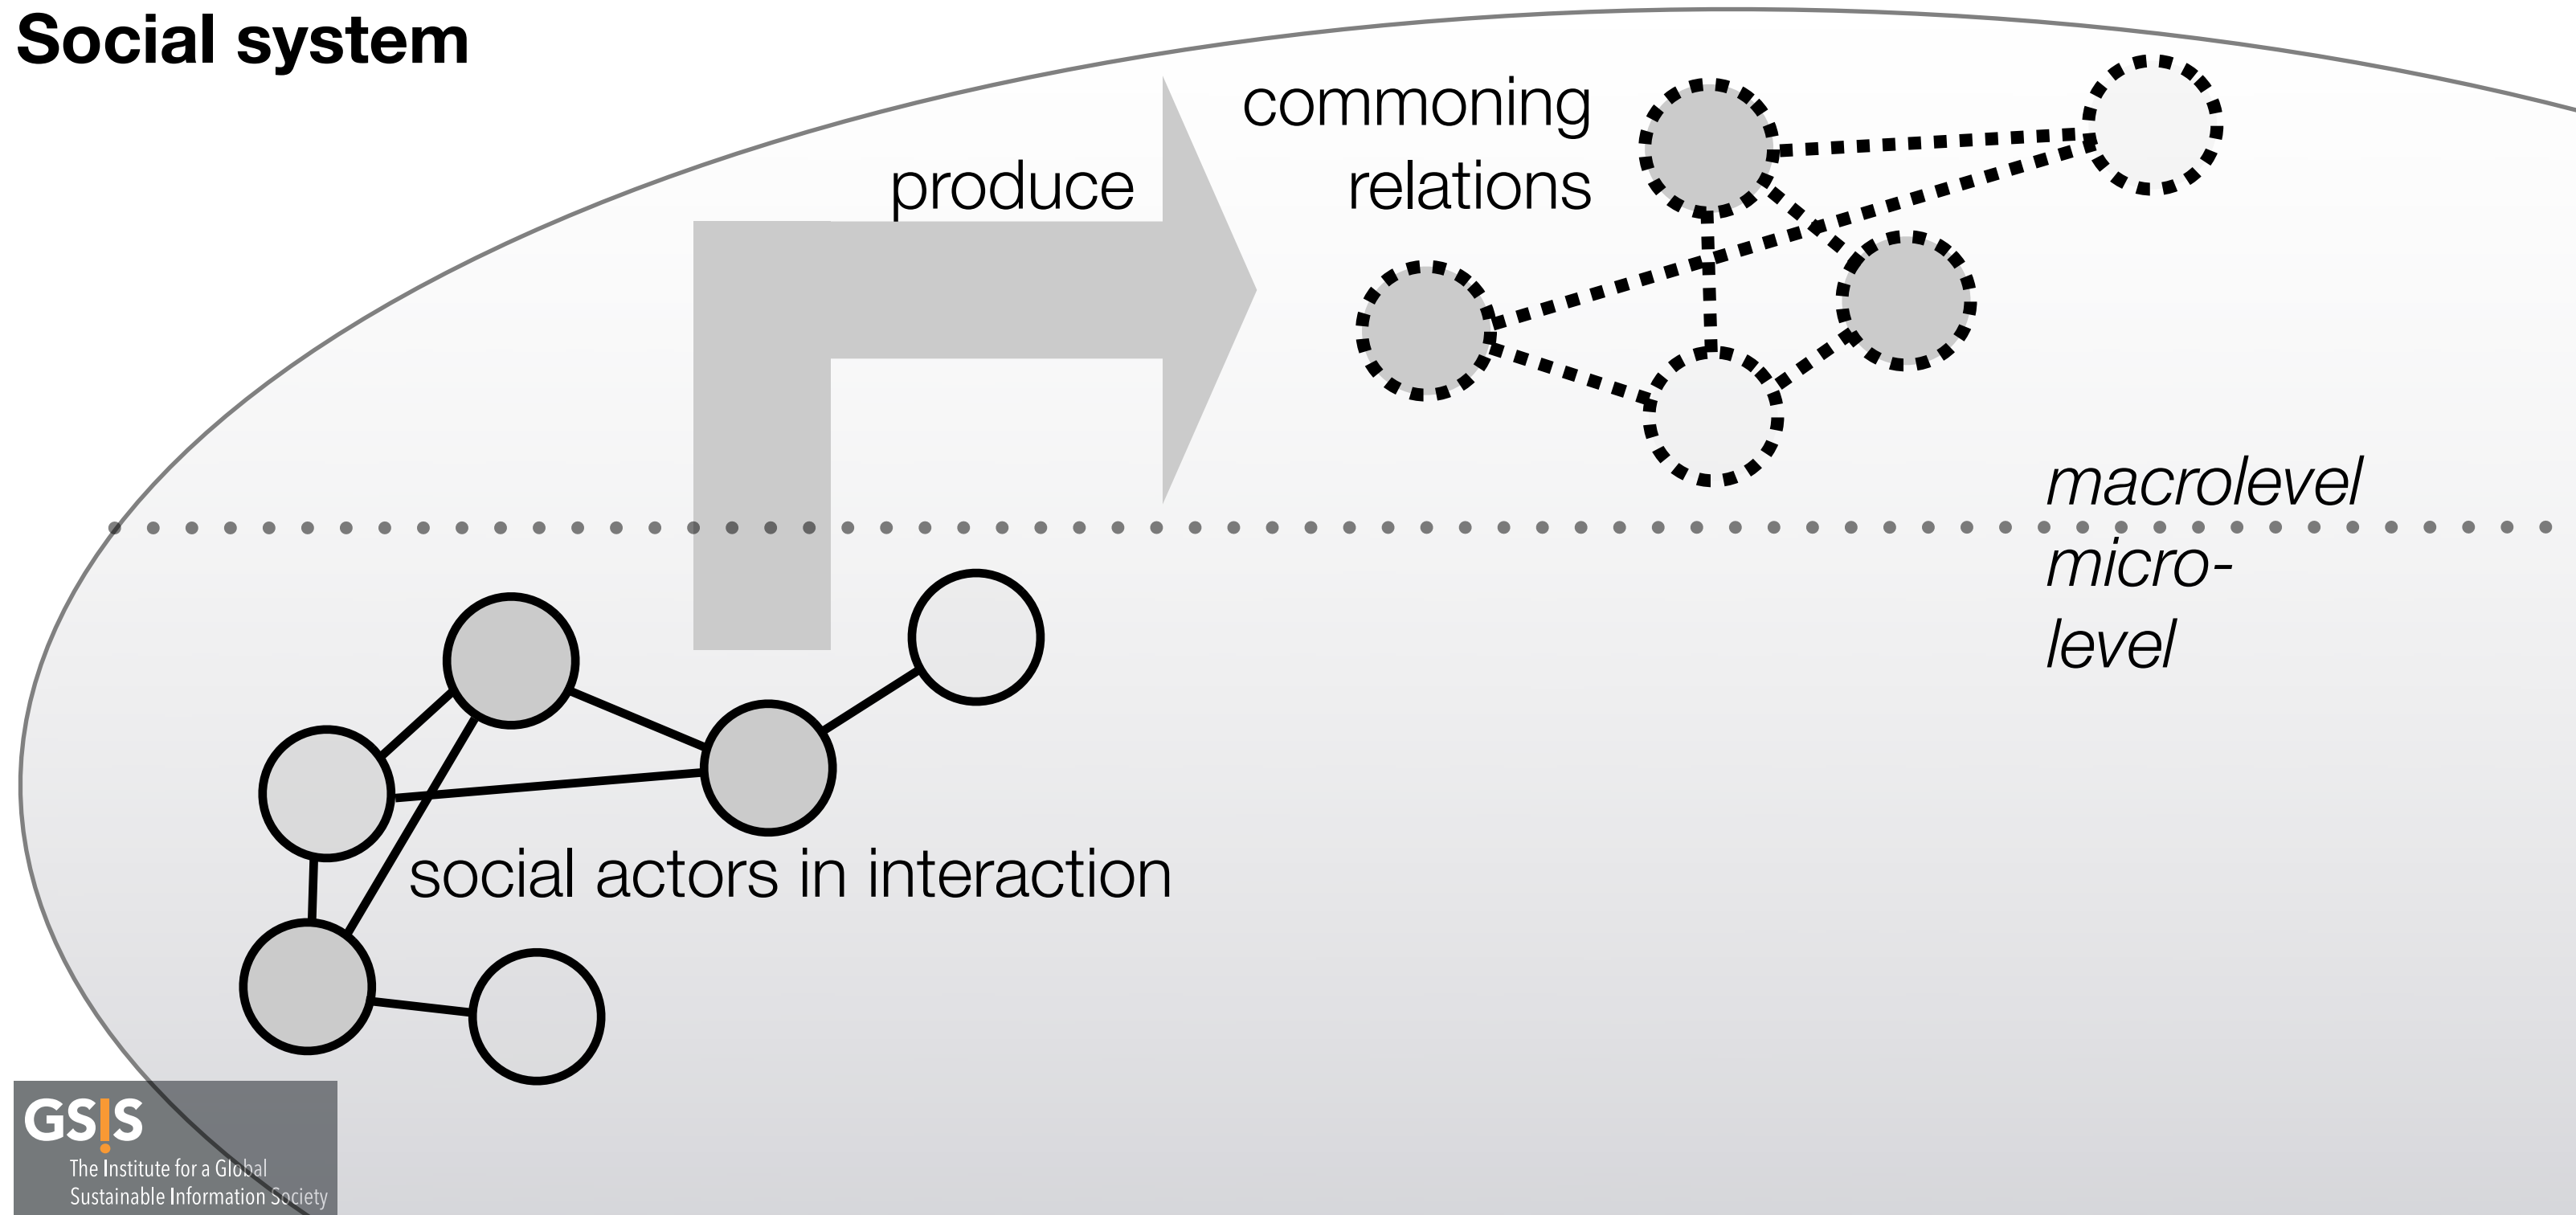 Social system
commoning
relations
produce
macrolevel
micro-
level
social actors in interaction
GS!S
The Institute for a Global
Sustainable Information Society